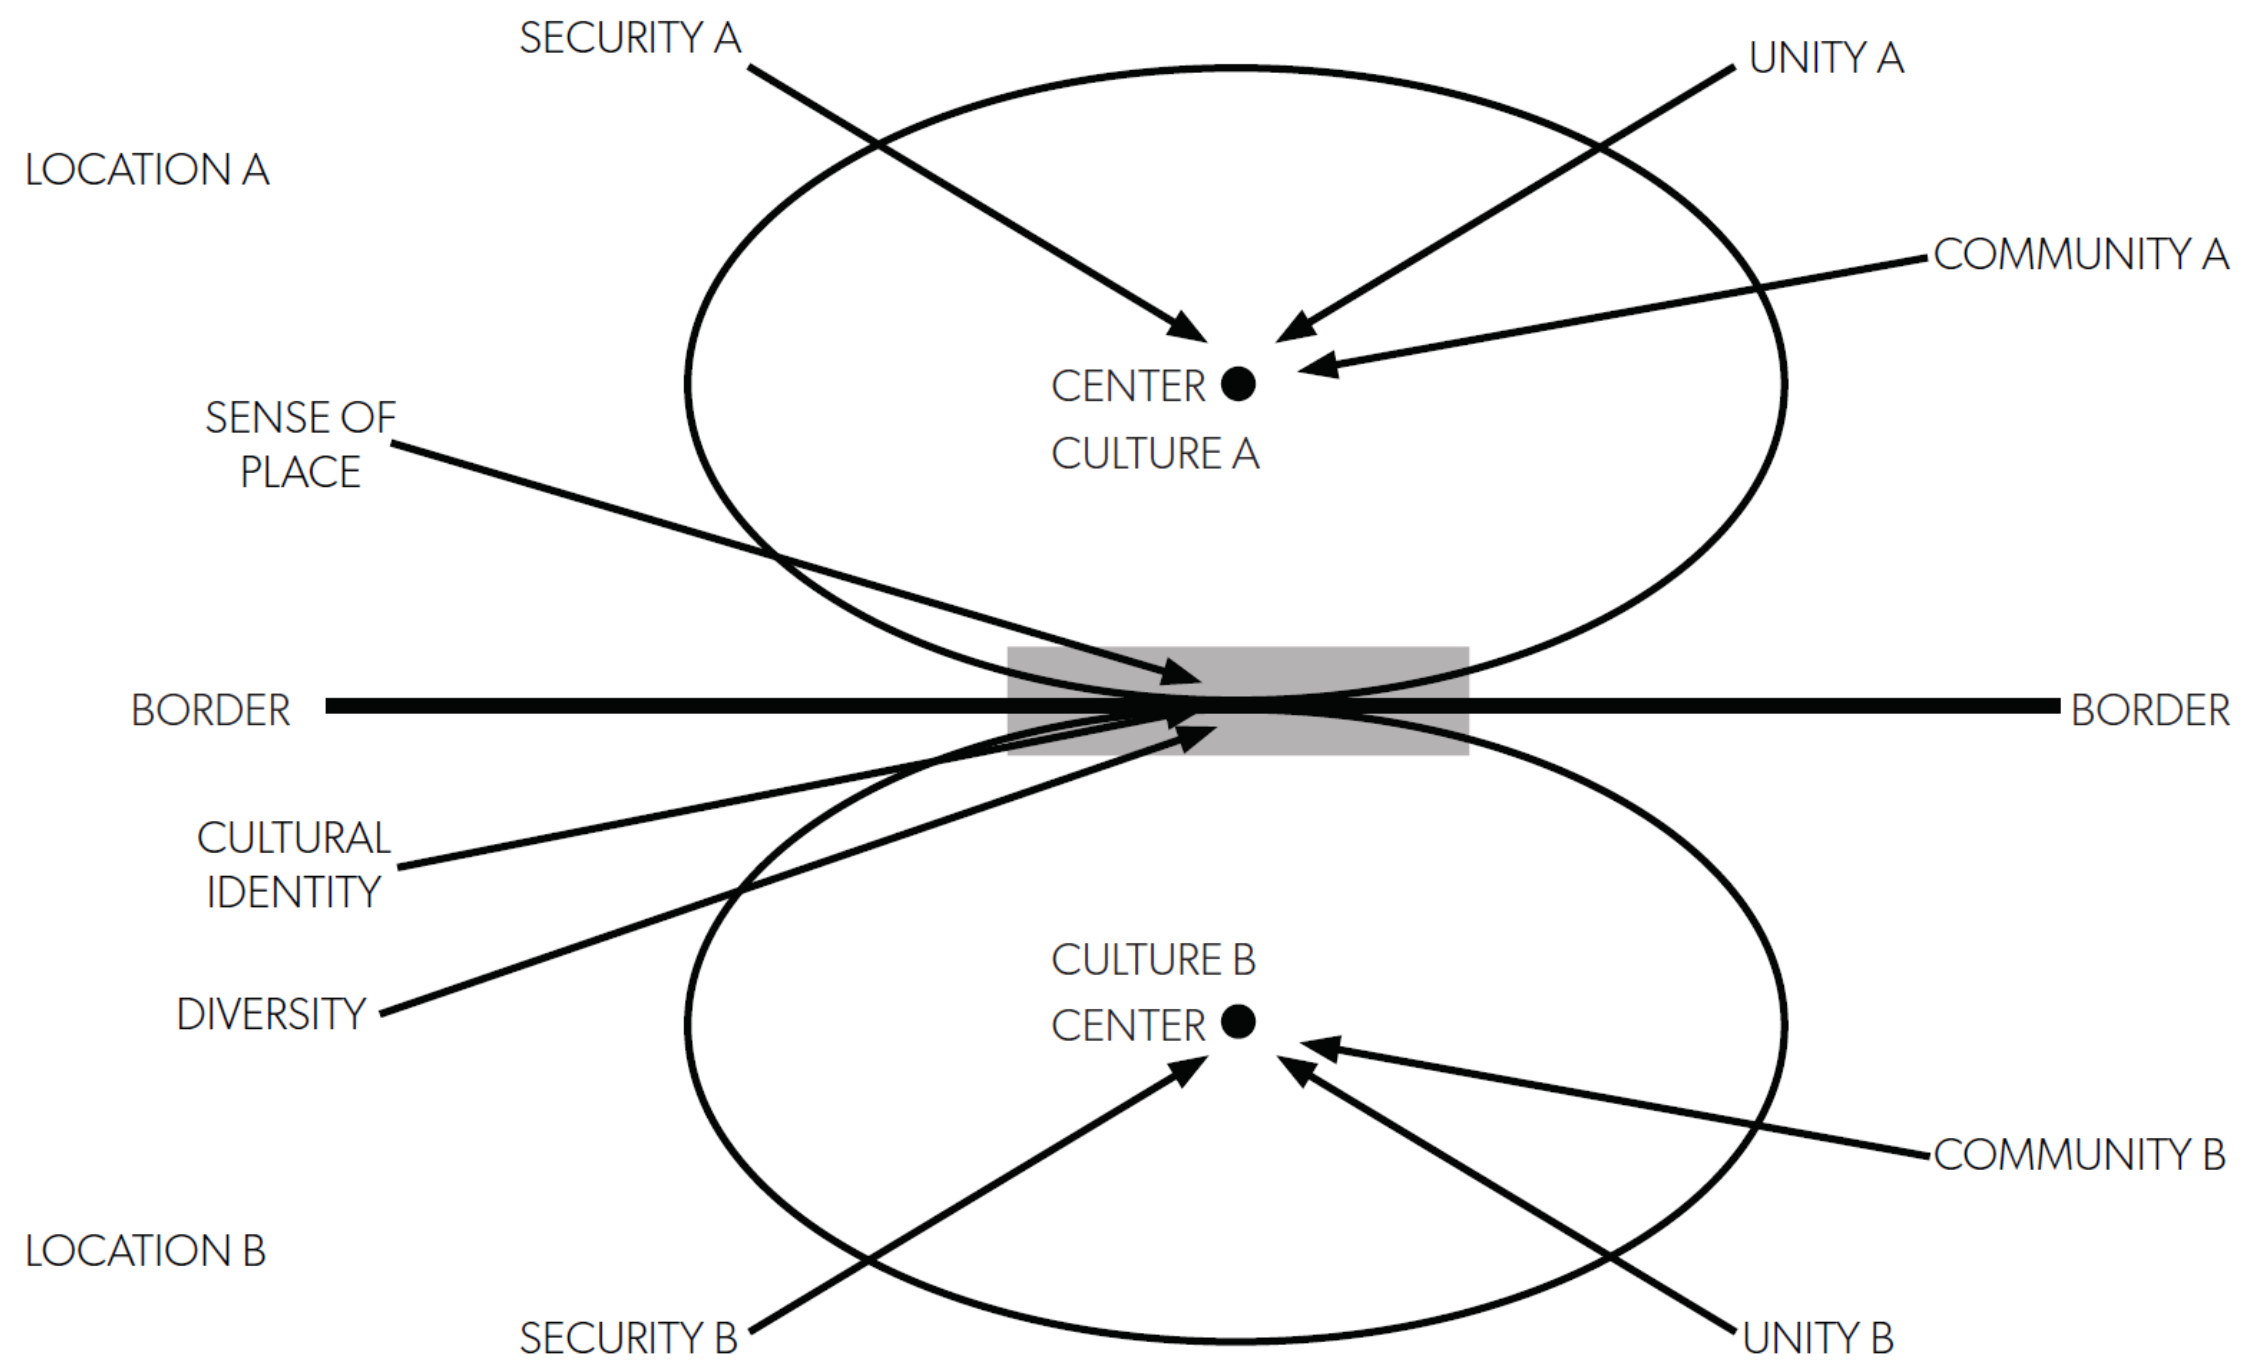 SECURITY A
UNITY A
LOCATION A
COMMUNITY A
CENTER
CULTURE A
SENSE OF
PLACE
BORDER
BORDER
CULTURAL
IDENTITY
DIVERSITY
CULTURE B
CENTER
COMMUNITY B
LOCATION B
SECURITY B
UNITY B